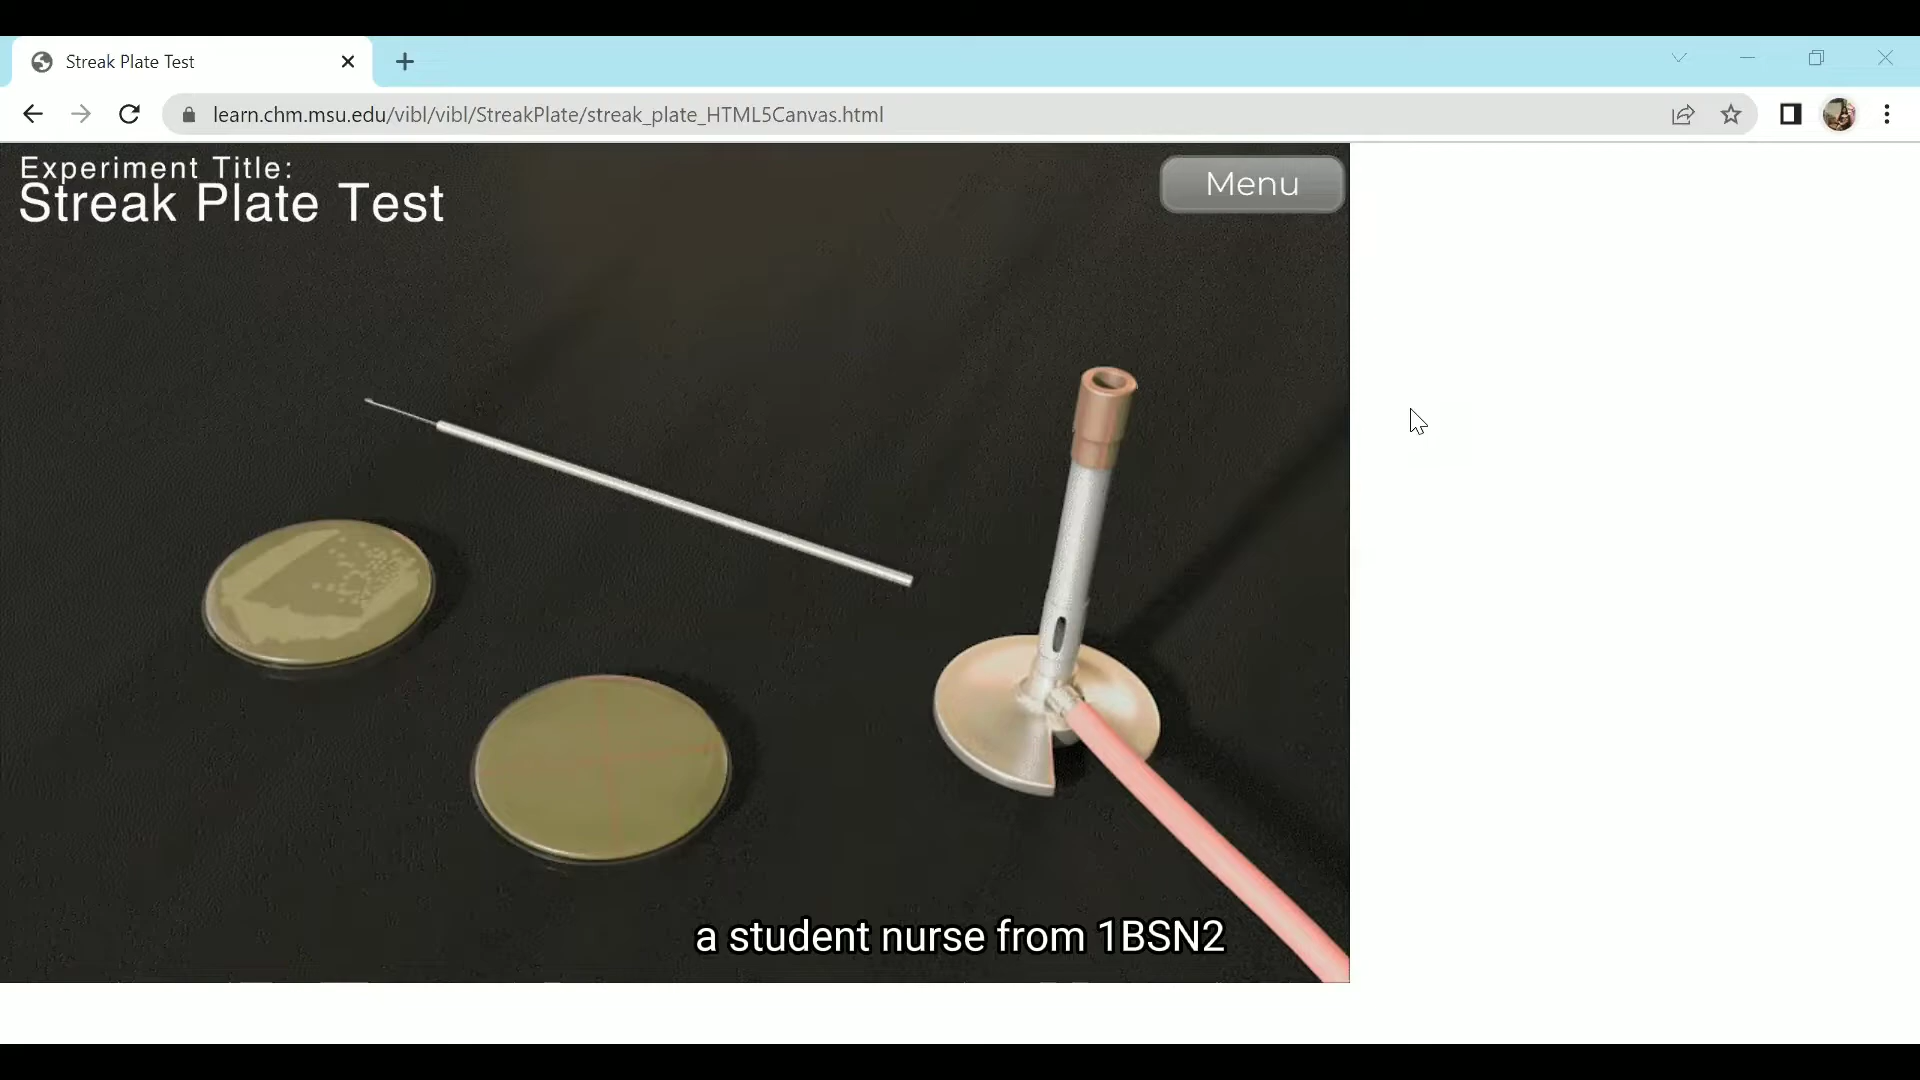 Streak Plate Test
learn.chm.msu.edu/vibl/vibl/StreakPlate/streak_plate_HTML5Canvas.html
Experiment Title:
Streak Plate Test
Menu
a student nurse from 1BSN2